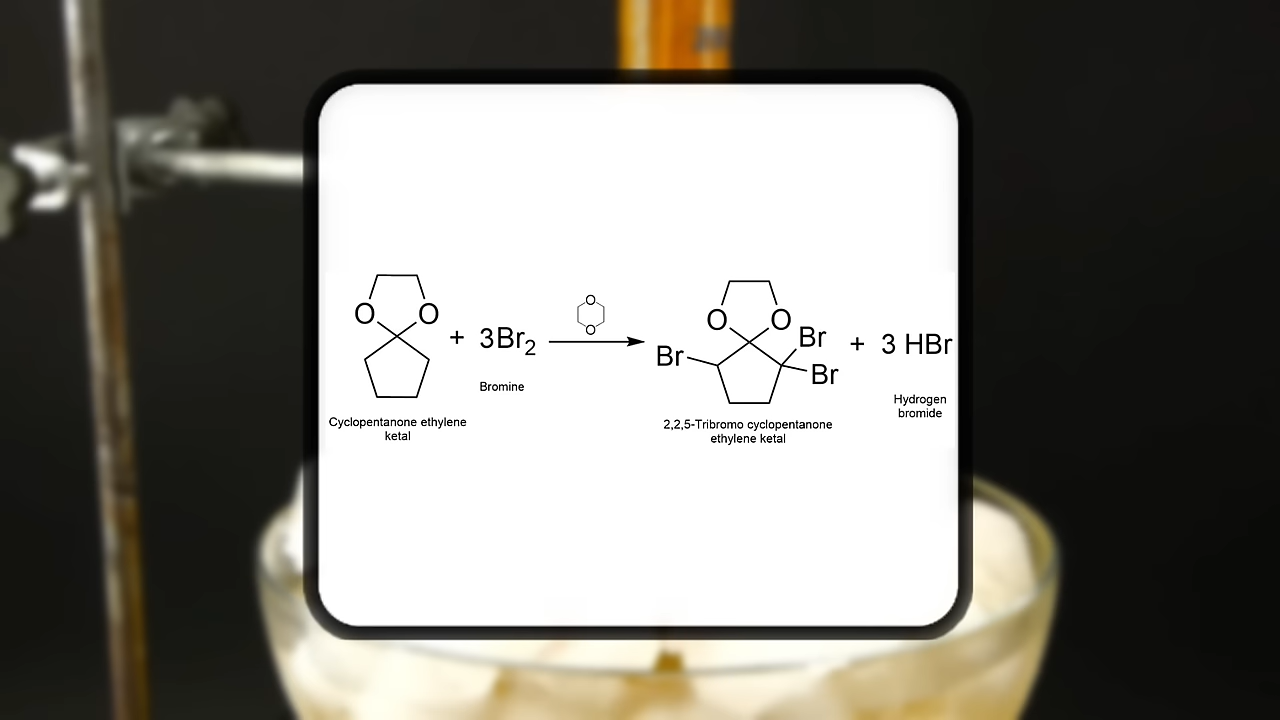 O O + 3Br2 O O O O Br Br Br + 3 HBr
Bromine
Hydrogen
bromide
Cyclopentanone ethylene
ketal
2,2,5-Tribromo cyclopentanone
ethylene ketal